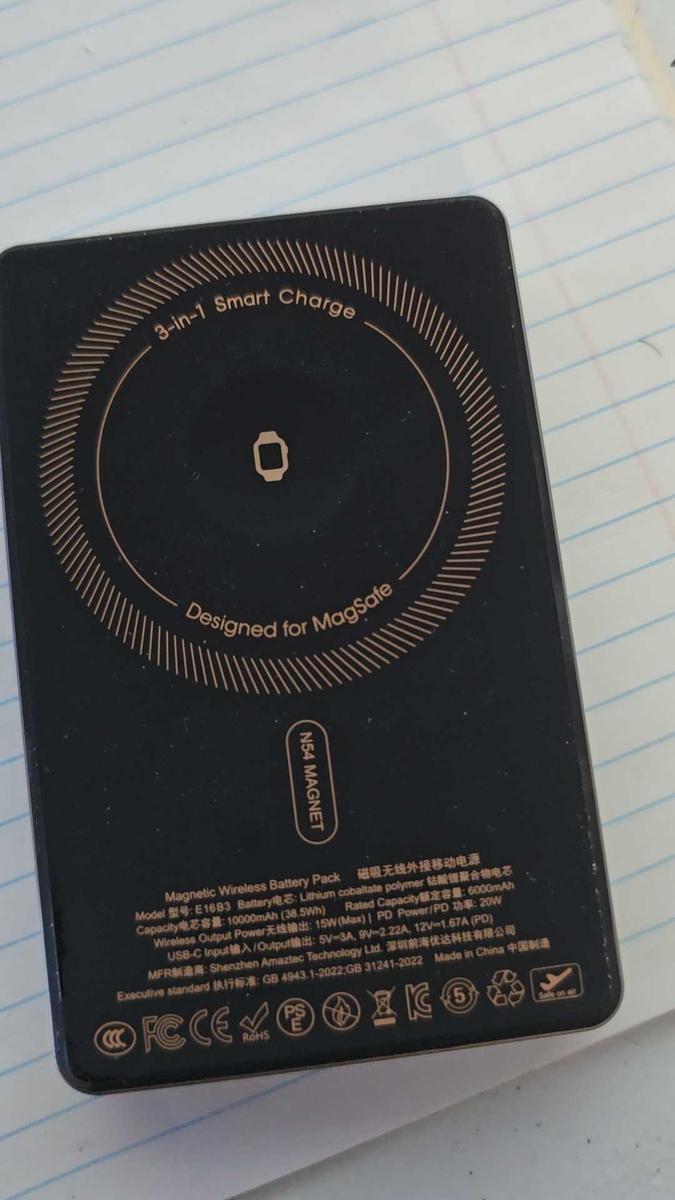 3-in-1 Smart Charge
Designed for MagSafe
N54 MAGNET
Magnetic Wireless Battery Pack 磁吸无线外接移动电源
Model 型号: E16B3 Battery电芯: Lithium cobaltate polymer 钴酸锂聚合物电芯
Capacity电芯容量: 10000mAh (38.5Wh) Rated Capacity额定容量: 6000mAh
Wireless Output Power无线输出: 15W(Max) | PD Power/PD 功率: 20W
USB-C Input输入/Output输出: 5V⎓3A, 9V⎓2.22A, 12V⎓1.67A (PD)
MFR制造商: Shenzhen Amaztec Technology Ltd. 深圳前海优达科技有限公司
Executive standard 执行标准: GB 4943.1-2022;GB 31241-2022 Made in China 中国制造
CCC FC CE RoHS PSE KC 5 Safe on air